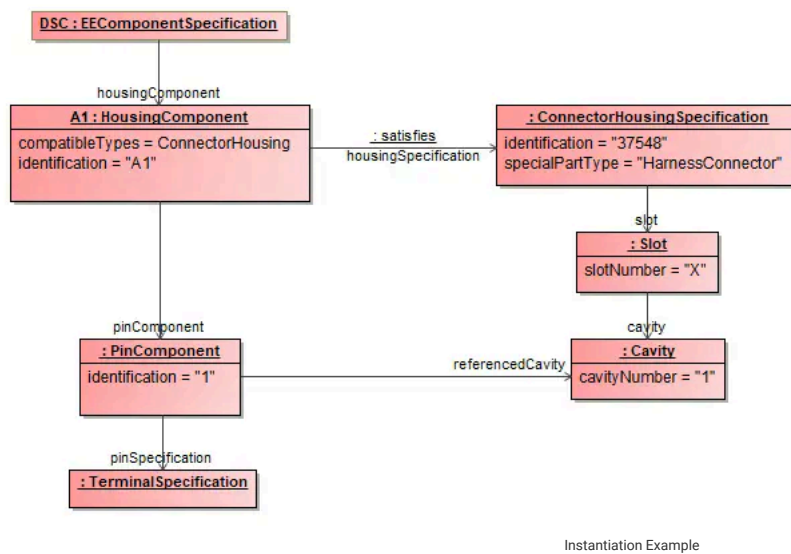 DSC : EEComponentSpecification
housingComponent
A1 : HousingComponent
compatibleTypes = ConnectorHousing
identification = "A1"
: satisfies
housingSpecification
: ConnectorHousingSpecification
identification = "37548"
specialPartType = "HarnessConnector"
slot
: Slot
slotNumber = "X"
pinComponent
cavity
: PinComponent
identification = "1"
referencedCavity
: Cavity
cavityNumber = "1"
pinSpecification
: TerminalSpecification
Instantiation Example